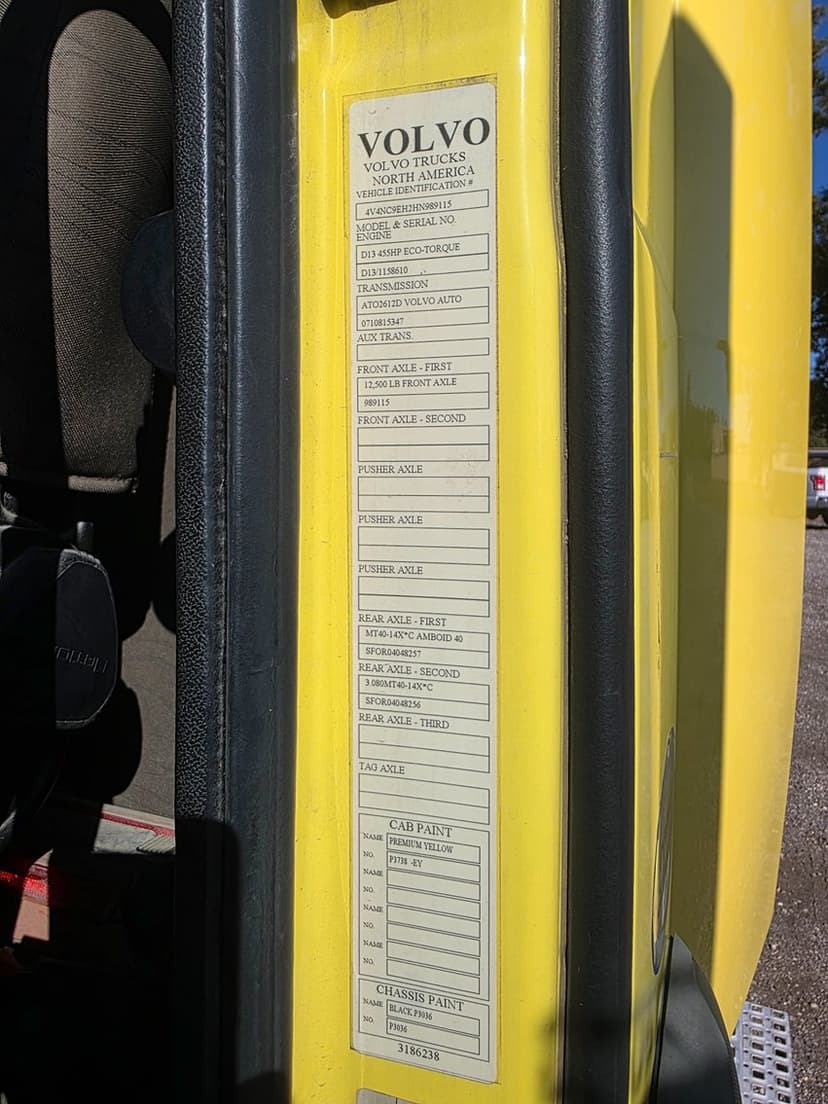 VOLVO
VOLVO TRUCKS
NORTH AMERICA
VEHICLE IDENTIFICATION #
4V4NC9EH2HN989115
MODEL & SERIAL NO.
ENGINE
D13 455HP ECO-TORQUE
D13/1158610
TRANSMISSION
ATO2612D VOLVO AUTO
0710815347
AUX TRANS.
FRONT AXLE - FIRST
12,500 LB FRONT AXLE
989115
FRONT AXLE - SECOND
PUSHER AXLE
PUSHER AXLE
PUSHER AXLE
REAR AXLE - FIRST
MT40-14X*C AMBOID 40
SFOR04048257
REAR AXLE - SECOND
3.080MT40-14X*C
SFOR04048256
REAR AXLE - THIRD
TAG AXLE
CAB PAINT
NAME PREMIUM YELLOW
NO. P3738 -EY
NAME
NO.
NAME
NO.
NAME
NO.
CHASSIS PAINT
NAME BLACK P3036
NO. P3036
3186238